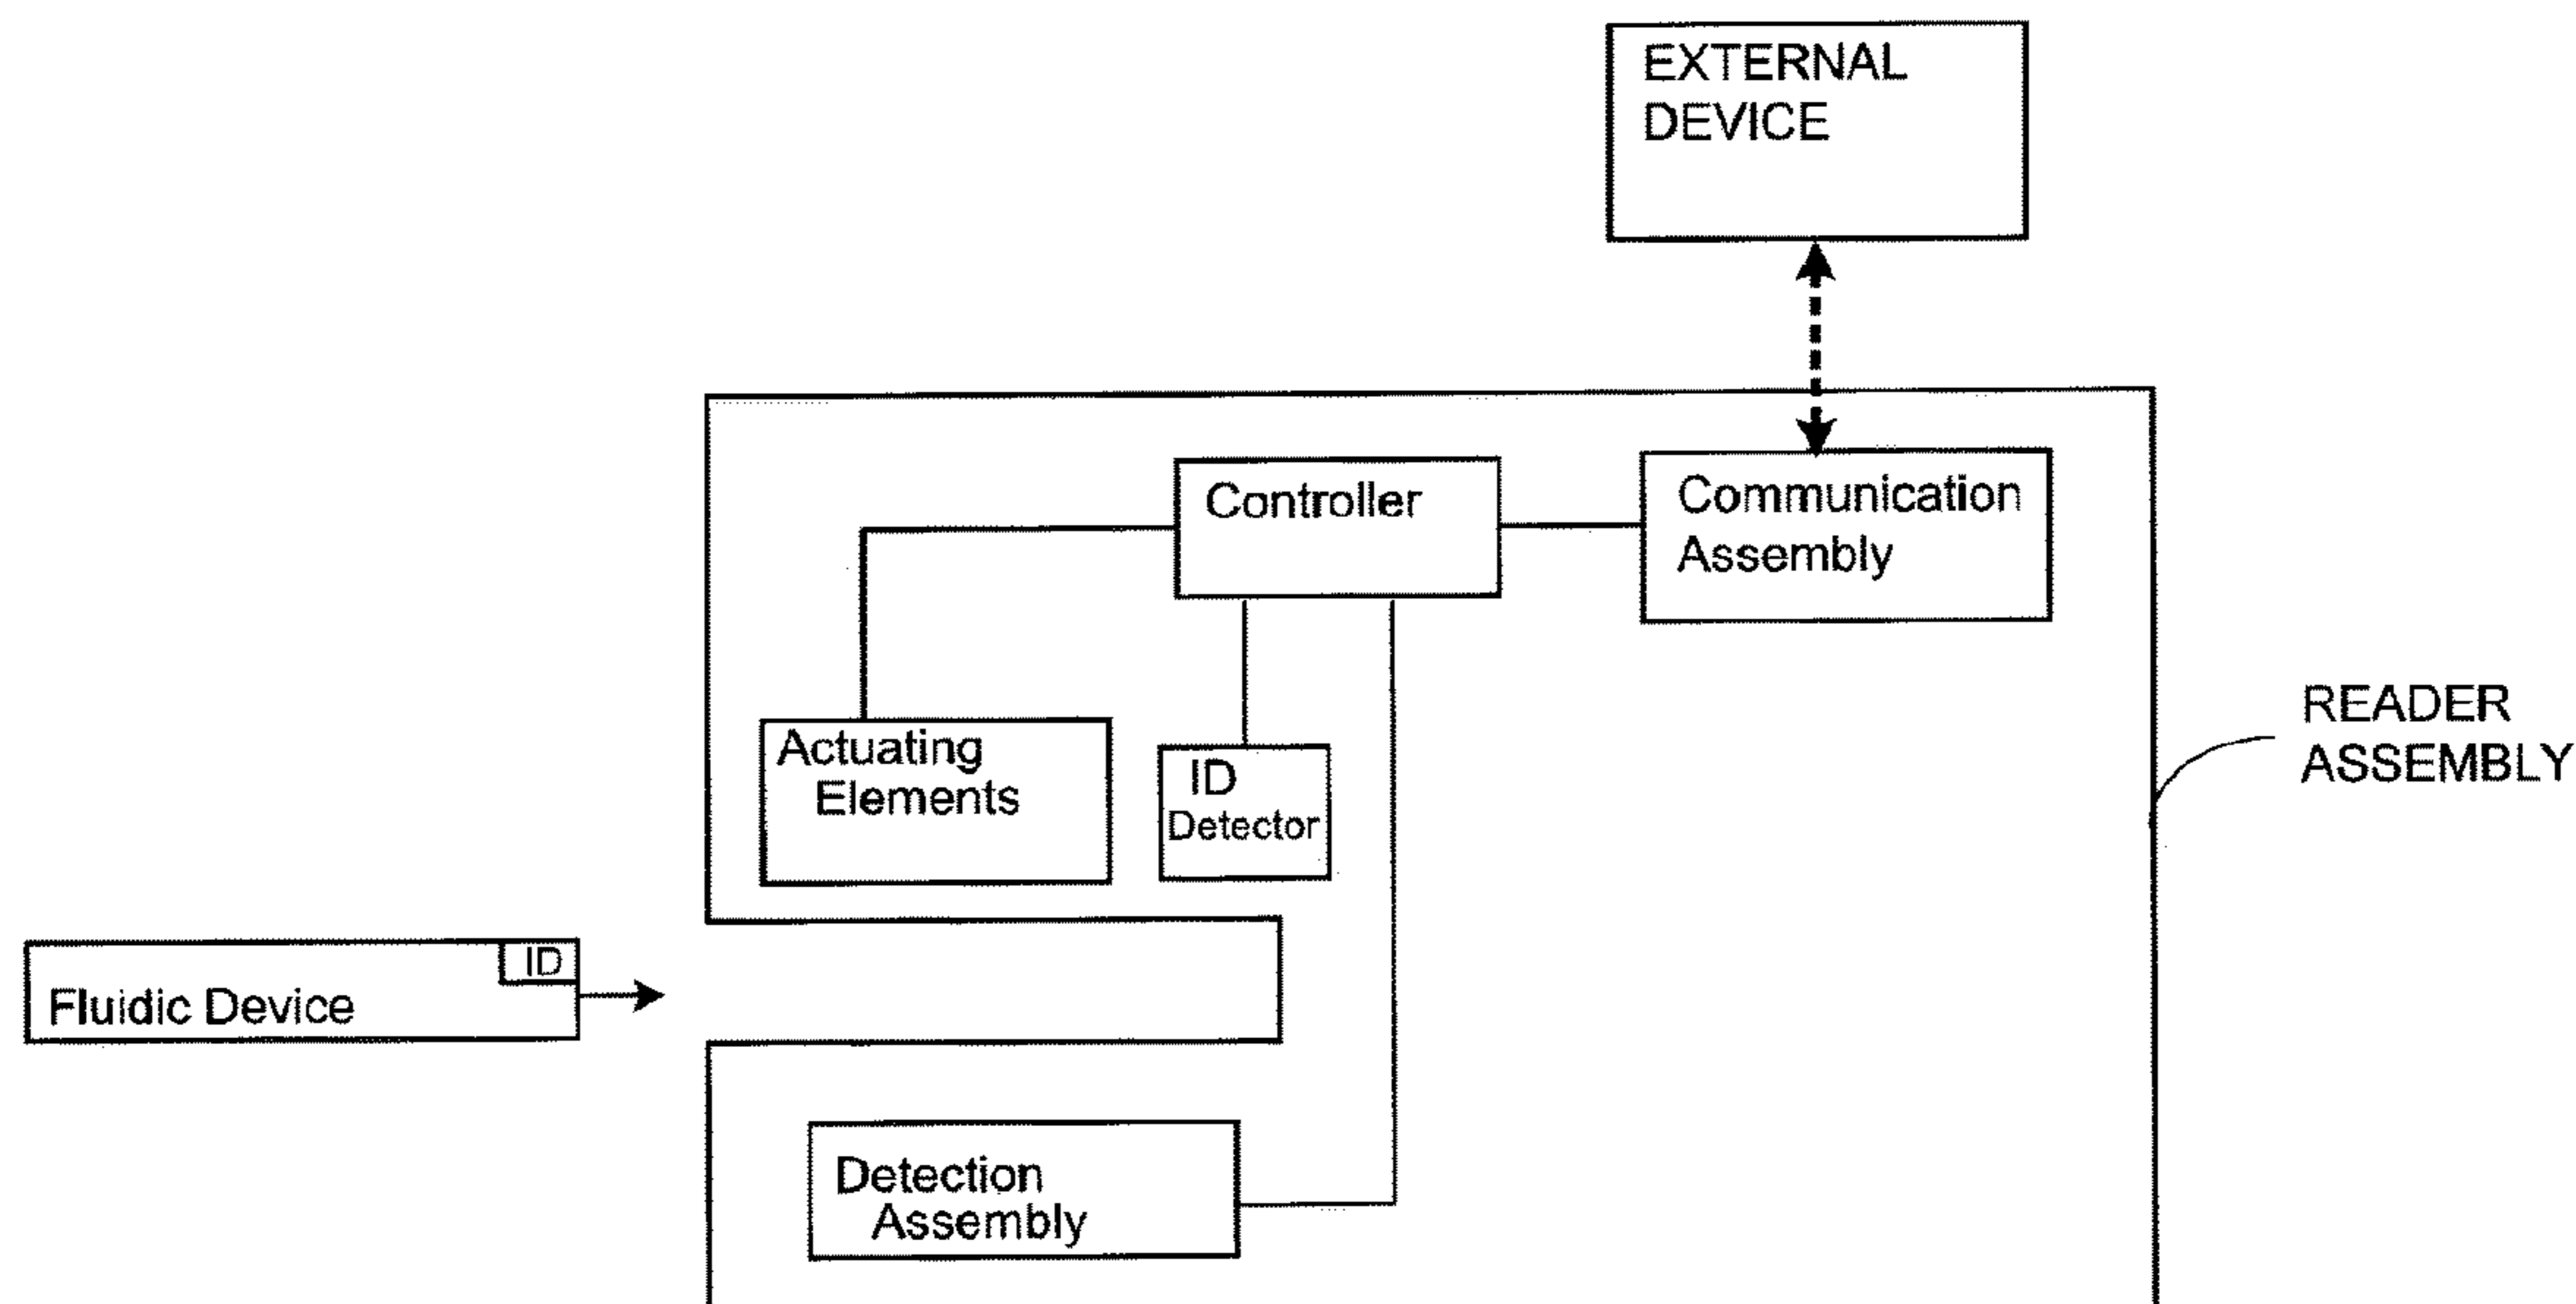 EXTERNAL
DEVICE
Controller
Communication
Assembly
READER
ASSEMBLY
Actuating
Elements
ID
Detector
ID
Fluidic Device
Detection
Assembly